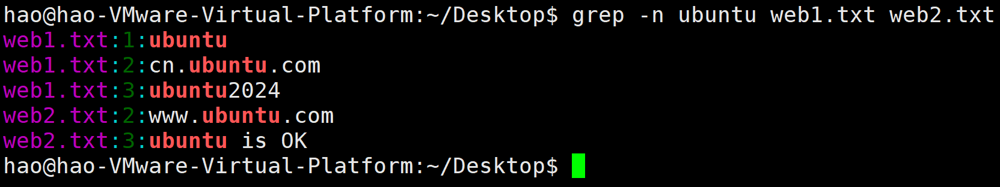 hao@hao-VMware-Virtual-Platform:~/Desktop$ grep -n ubuntu web1.txt web2.txt
web1.txt:1:ubuntu
web1.txt:2:cn.ubuntu.com
web1.txt:3:ubuntu2024
web2.txt:2:www.ubuntu.com
web2.txt:3:ubuntu is OK
hao@hao-VMware-Virtual-Platform:~/Desktop$